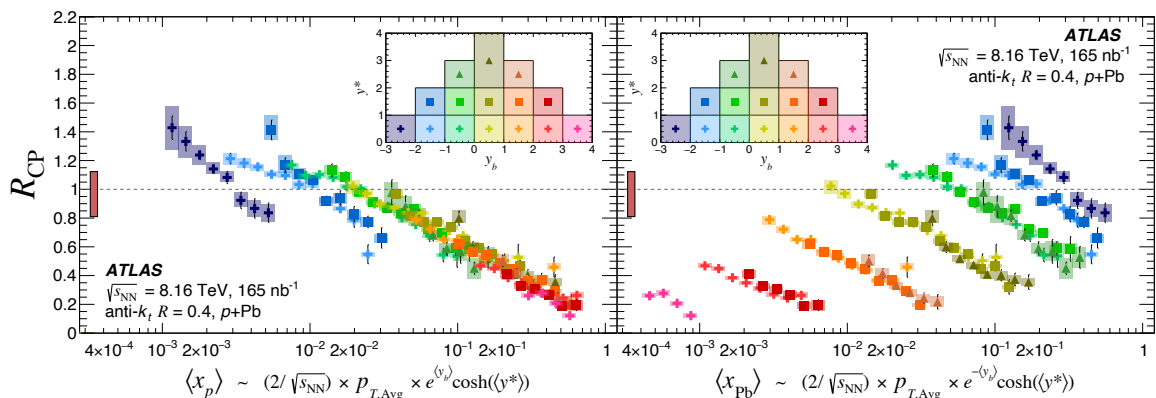 R_CP
2.2
2
1.8
1.6
1.4
1.2
1
0.8
0.6
0.4
0.2
0
y*
4
3
2
1
0
−3 −2 −1 0 1 2 3 4
y_b
ATLAS
√s_NN = 8.16 TeV, 165 nb⁻¹
anti-k_t R = 0.4, p+Pb
4×10⁻⁴ 10⁻³ 2×10⁻³ 10⁻² 2×10⁻² 10⁻¹ 2×10⁻¹ 1
⟨x_p⟩ ~ (2/√s_NN) × p_T,Avg × e^⟨y_b⟩cosh(⟨y*⟩)
y*
4
3
2
1
0
−3 −2 −1 0 1 2 3 4
y_b
ATLAS
√s_NN = 8.16 TeV, 165 nb⁻¹
anti-k_t R = 0.4, p+Pb
4×10⁻⁴ 10⁻³ 2×10⁻³ 10⁻² 2×10⁻² 10⁻¹ 2×10⁻¹ 1
⟨x_Pb⟩ ~ (2/√s_NN) × p_T,Avg × e^−⟨y_b⟩cosh(⟨y*⟩)